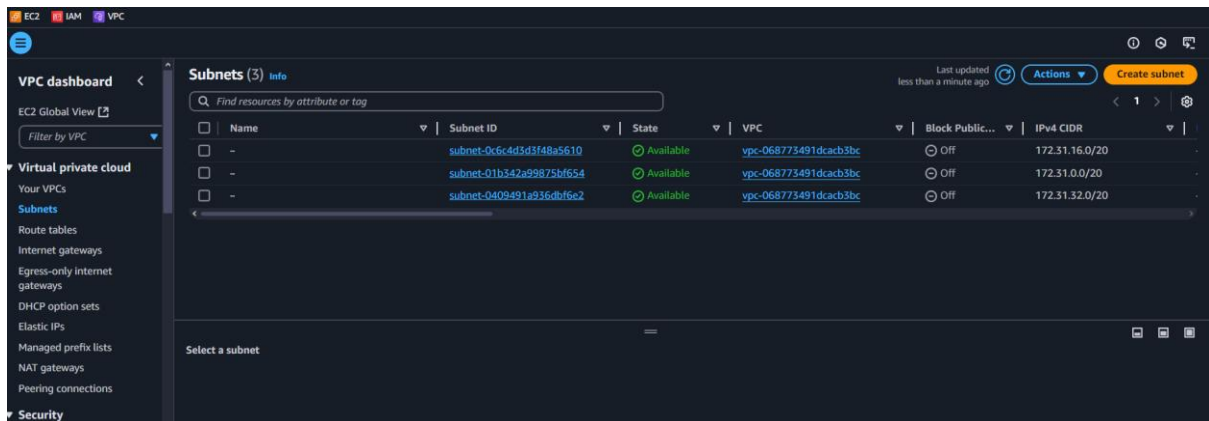 EC2 IAM VPC
VPC dashboard
EC2 Global View
Filter by VPC
Virtual private cloud
Your VPCs
Subnets
Route tables
Internet gateways
Egress-only internet
gateways
DHCP option sets
Elastic IPs
Managed prefix lists
NAT gateways
Peering connections
Security
Subnets (3) Info
Last updated
less than a minute ago
Actions
Create subnet
Find resources by attribute or tag
1
Name Subnet ID State VPC Block Public... IPv4 CIDR
- subnet-0c6c4d3d3f48a5610 Available vpc-068773491dcacb3bc Off 172.31.16.0/20
- subnet-01b342a99875bf654 Available vpc-068773491dcacb3bc Off 172.31.0.0/20
- subnet-0409491a936dbf6e2 Available vpc-068773491dcacb3bc Off 172.31.32.0/20
Select a subnet